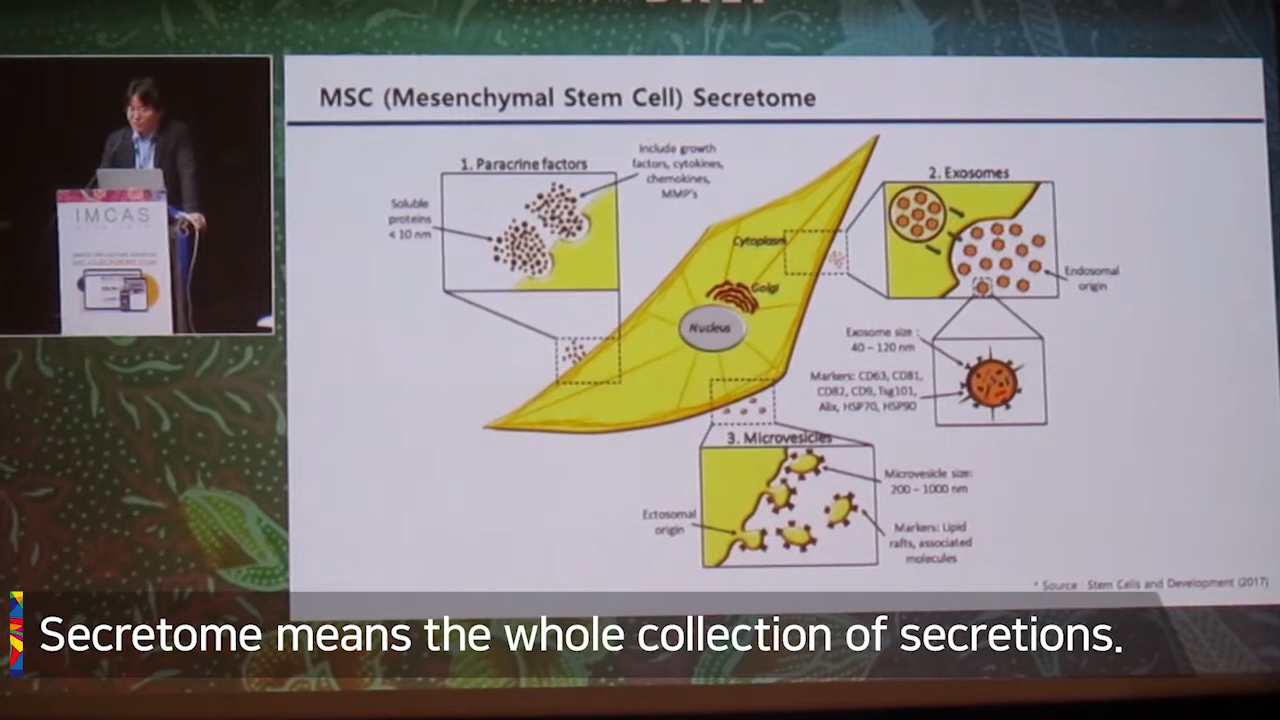 MSC (Mesenchymal Stem Cell) Secretome
1. Paracrine factors
Include growth
factors, cytokines,
chemokines,
MMP's
Soluble
proteins
< 10 nm
Cytoplasm
Golgi
Nucleus
2. Exosomes
Endosomal
origin
Exosome size :
40 – 120 nm
Markers: CD63, CD81,
CD82, CD9, Tsg101,
Alix, HSP70, HSP90
3. Microvesicles
Microvesicle size:
200 – 1000 nm
Ectosomal
origin
Markers: Lipid
rafts, associated
molecules
* Source : Stem Cells and Development (2017)
IMCAS
Secretome means the whole collection of secretions.